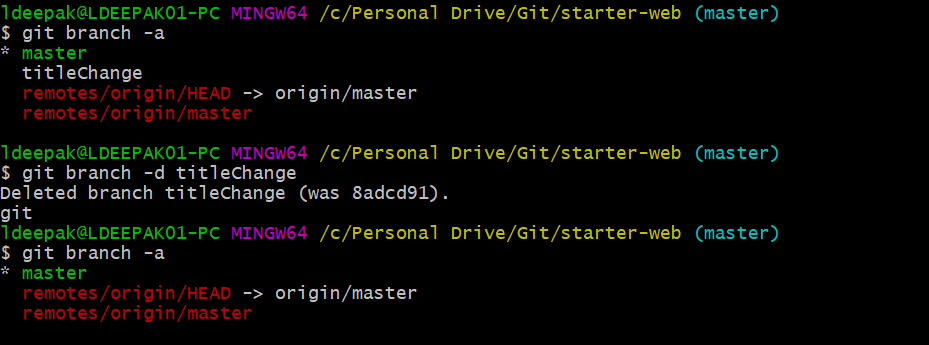 ldeepak@LDEEPAK01-PC MINGW64 /c/Personal Drive/Git/starter-web (master)
$ git branch -a
* master
  titleChange
  remotes/origin/HEAD -> origin/master
  remotes/origin/master

ldeepak@LDEEPAK01-PC MINGW64 /c/Personal Drive/Git/starter-web (master)
$ git branch -d titleChange
Deleted branch titleChange (was 8adcd91).
git
ldeepak@LDEEPAK01-PC MINGW64 /c/Personal Drive/Git/starter-web (master)
$ git branch -a
* master
  remotes/origin/HEAD -> origin/master
  remotes/origin/master